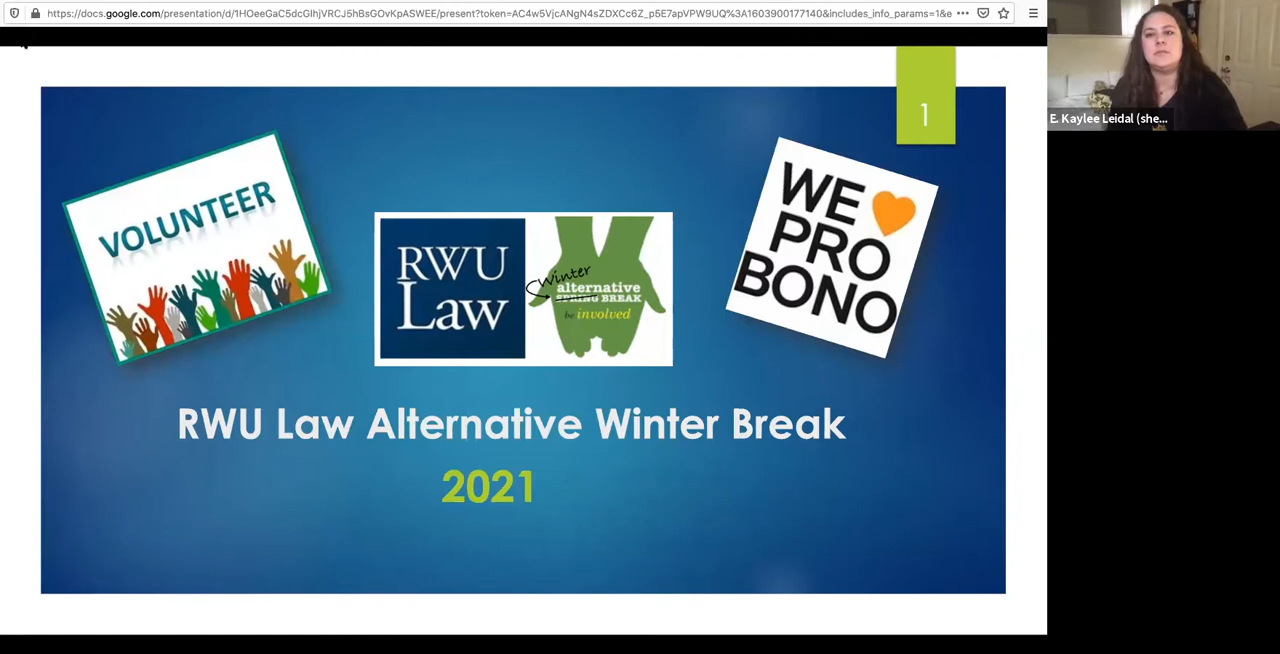 https://docs.google.com/presentation/d/1HOeeGaC5dcGIhjVRCJ5hBsGOvKpASWEE/present?token=AC4w5VjcANgN4sZDXCc6Z_p5E7apVPW9UQ%3A1603900177140&includes_info_params=1&e
E. Kaylee Leidal (she...
1
VOLUNTEER
RWU
Law
Winter
alternative
SPRING BREAK
be involved
WE
PRO
BONO
RWU Law Alternative Winter Break
2021